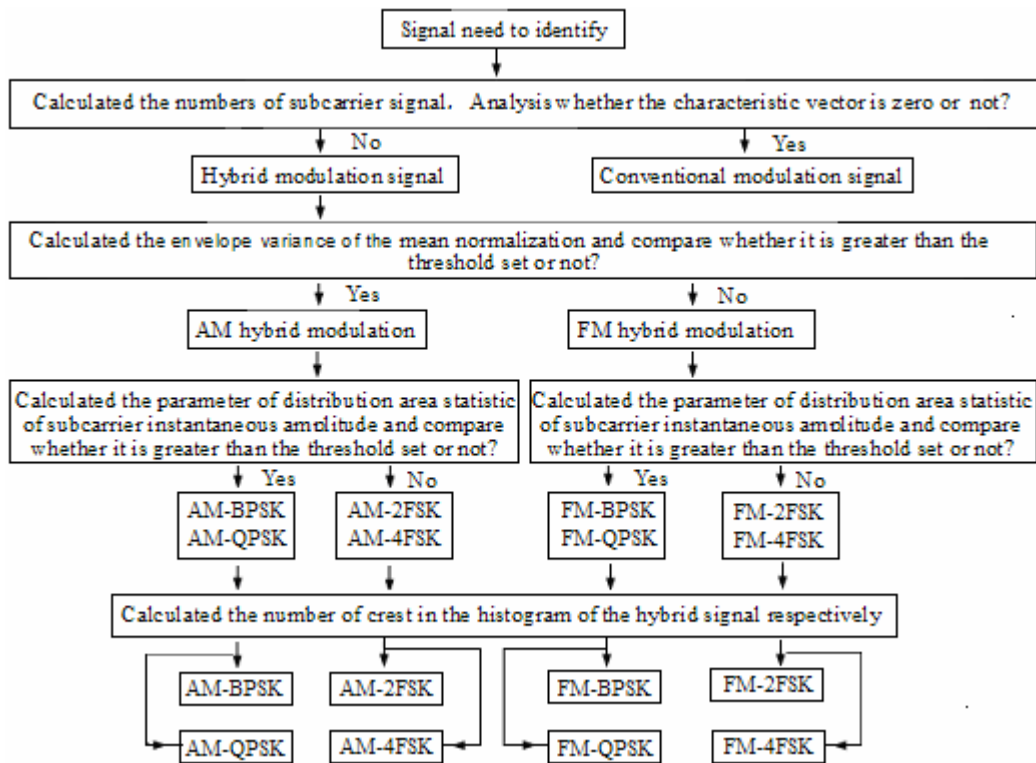 Signal need to identify
Calculated the numbers of subcarrier signal. Analysis whether the characteristic vector is zero or not?
No
Yes
Hybrid modulation signal
Conventional modulation signal
Calculated the envelope variance of the mean normalization and compare whether it is greater than the
threshold set or not?
Yes
No
AM hybrid modulation
FM hybrid modulation
Calculated the parameter of distribution area statistic
of subcarrier instantaneous amplitude and compare
whether it is greater than the threshold set or not?
Calculated the parameter of distribution area statistic
of subcarrier instantaneous amplitude and compare
whether it is greater than the threshold set or not?
Yes
No
Yes
No
AM-BPSK
AM-QPSK
AM-2FSK
AM-4FSK
FM-BPSK
FM-QPSK
FM-2FSK
FM-4FSK
Calculated the number of crest in the histogram of the hybrid signal respectively
AM-BPSK
AM-2FSK
FM-BPSK
FM-2FSK
AM-QPSK
AM-4FSK
FM-QPSK
FM-4FSK